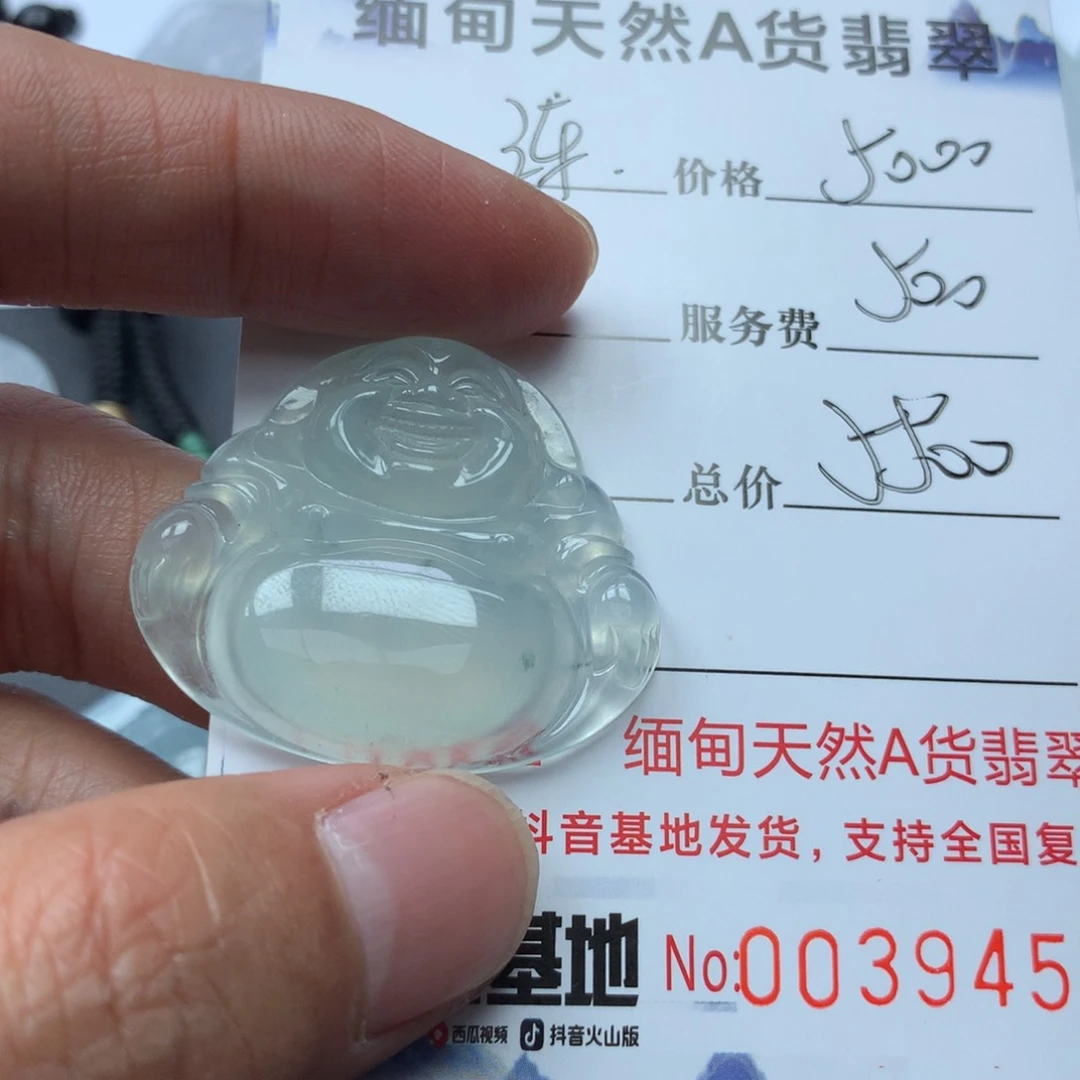 缅甸天然A货翡翠
价格 5000
服务费 500
总价 5500
缅甸天然A货翡翠
抖音基地发货，支持全国复
基地 No:003945
西瓜视频 抖音火山版